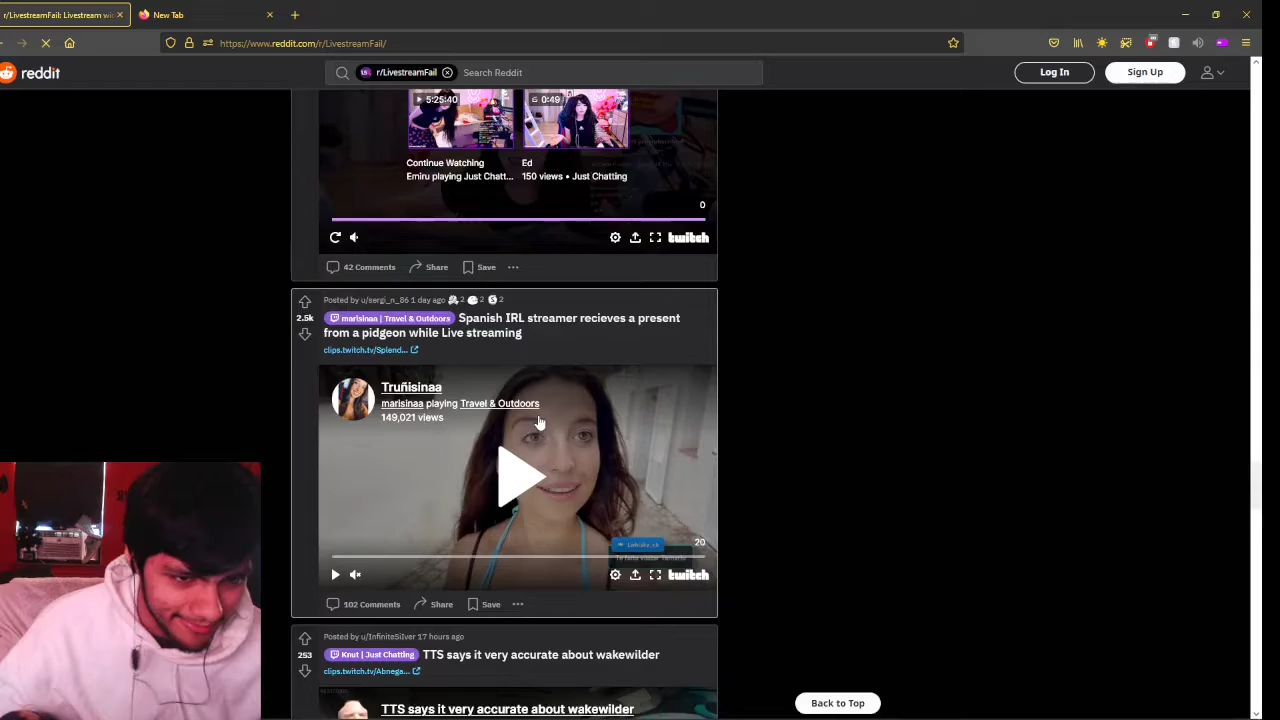 r/LivestreamFail: Livestream wi
New Tab
https://www.reddit.com/r/LivestreamFail/
reddit
r/LivestreamFail
Search Reddit
Log In
Sign Up
5:25:40
0:49
Continue Watching
Ed
Emiru playing Just Chatt...
150 views • Just Chatting
0
twitch
42 Comments
Share
Save
Posted by u/sergi_n_86 1 day ago 2 2 2
2.5k
marisinaa | Travel & Outdoors Spanish IRL streamer recieves a present
from a pidgeon while Live streaming
clips.twitch.tv/Splend...
Truñisinaa
marisinaa playing Travel & Outdoors
149,021 views
20
twitch
102 Comments
Share
Save
Posted by u/InfiniteSilver 17 hours ago
253
Knut | Just Chatting TTS says it very accurate about wakewilder
clips.twitch.tv/Abnega...
TTS says it very accurate about wakewilder
Back to Top